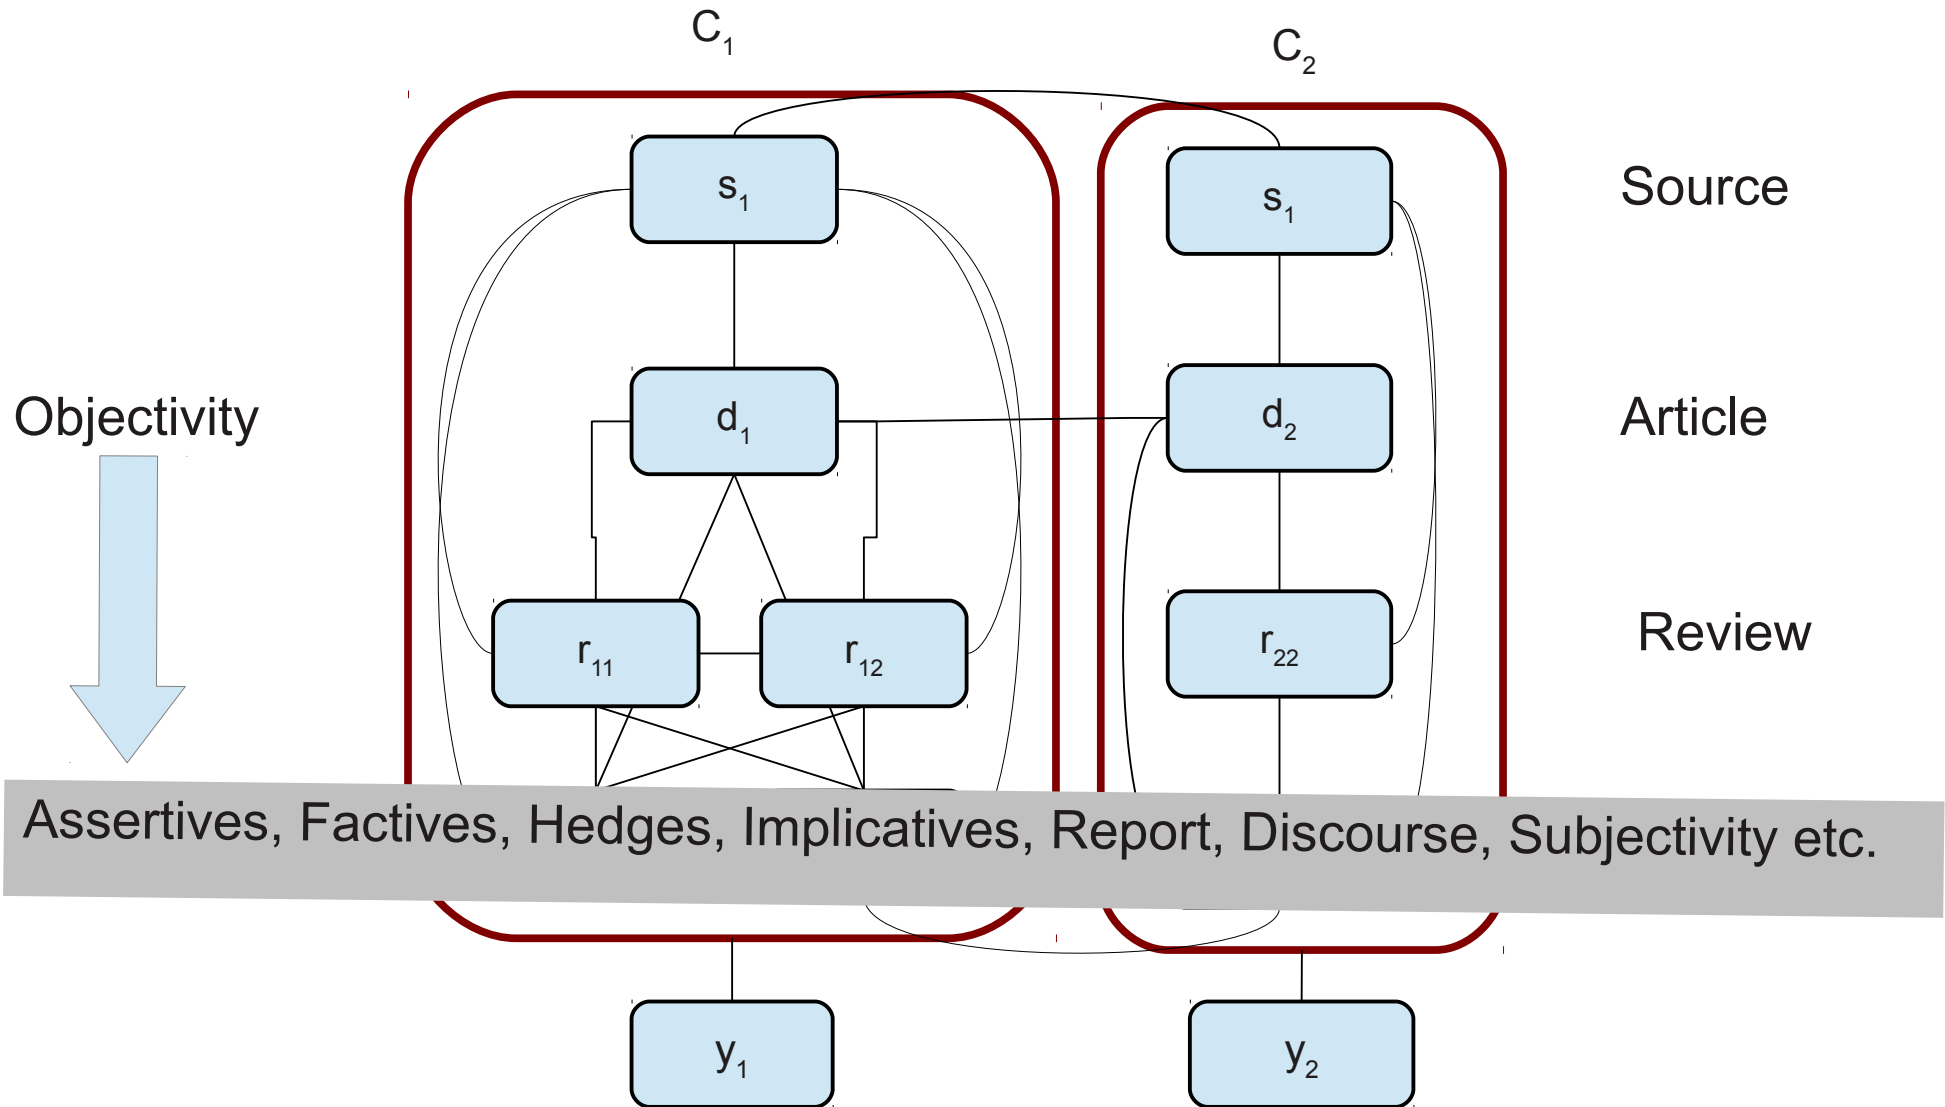 C1
C2
s1
s1
Source
Objectivity
d1
d2
Article
r11
r12
r22
Review
Assertives, Factives, Hedges, Implicatives, Report, Discourse, Subjectivity etc.
y1
y2